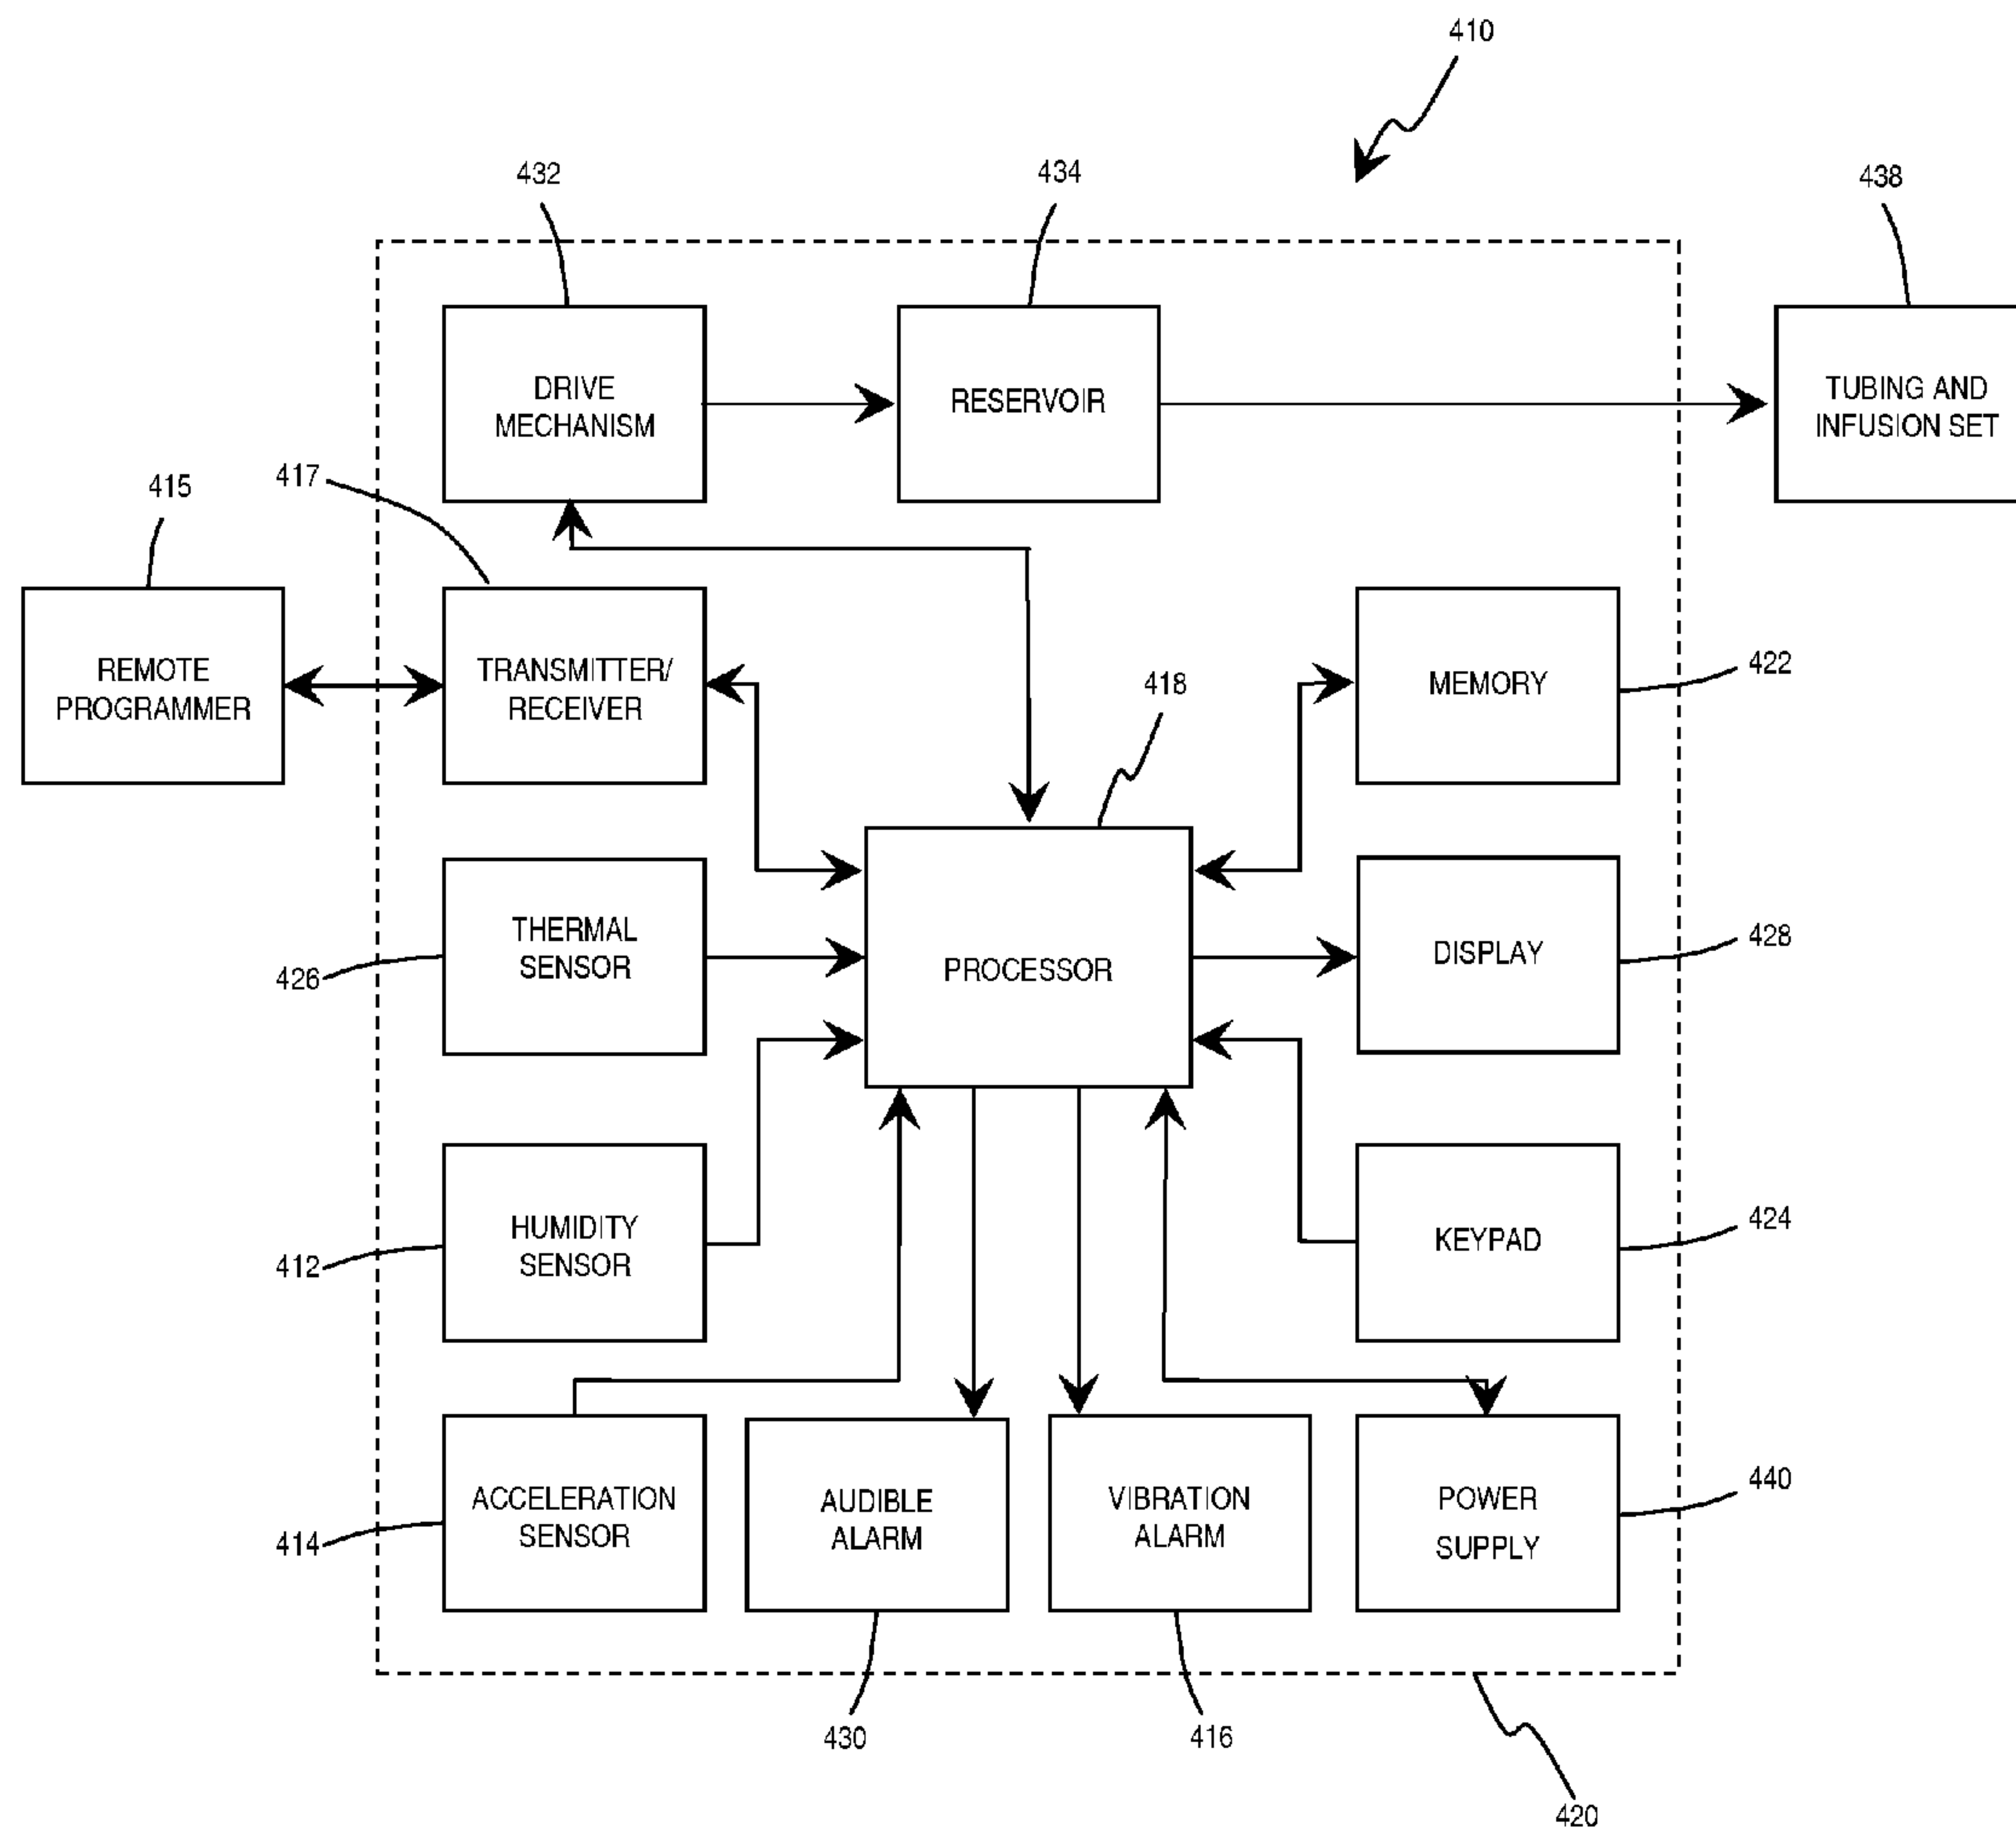 410
432
434
438
DRIVE
MECHANISM
RESERVOIR
TUBING AND
INFUSION SET
417
415
REMOTE
PROGRAMMER
TRANSMITTER/
RECEIVER
418
MEMORY
422
THERMAL
SENSOR
426
PROCESSOR
DISPLAY
428
HUMIDITY
SENSOR
412
KEYPAD
424
ACCELERATION
SENSOR
414
AUDIBLE
ALARM
VIBRATION
ALARM
POWER
SUPPLY
440
430
416
420